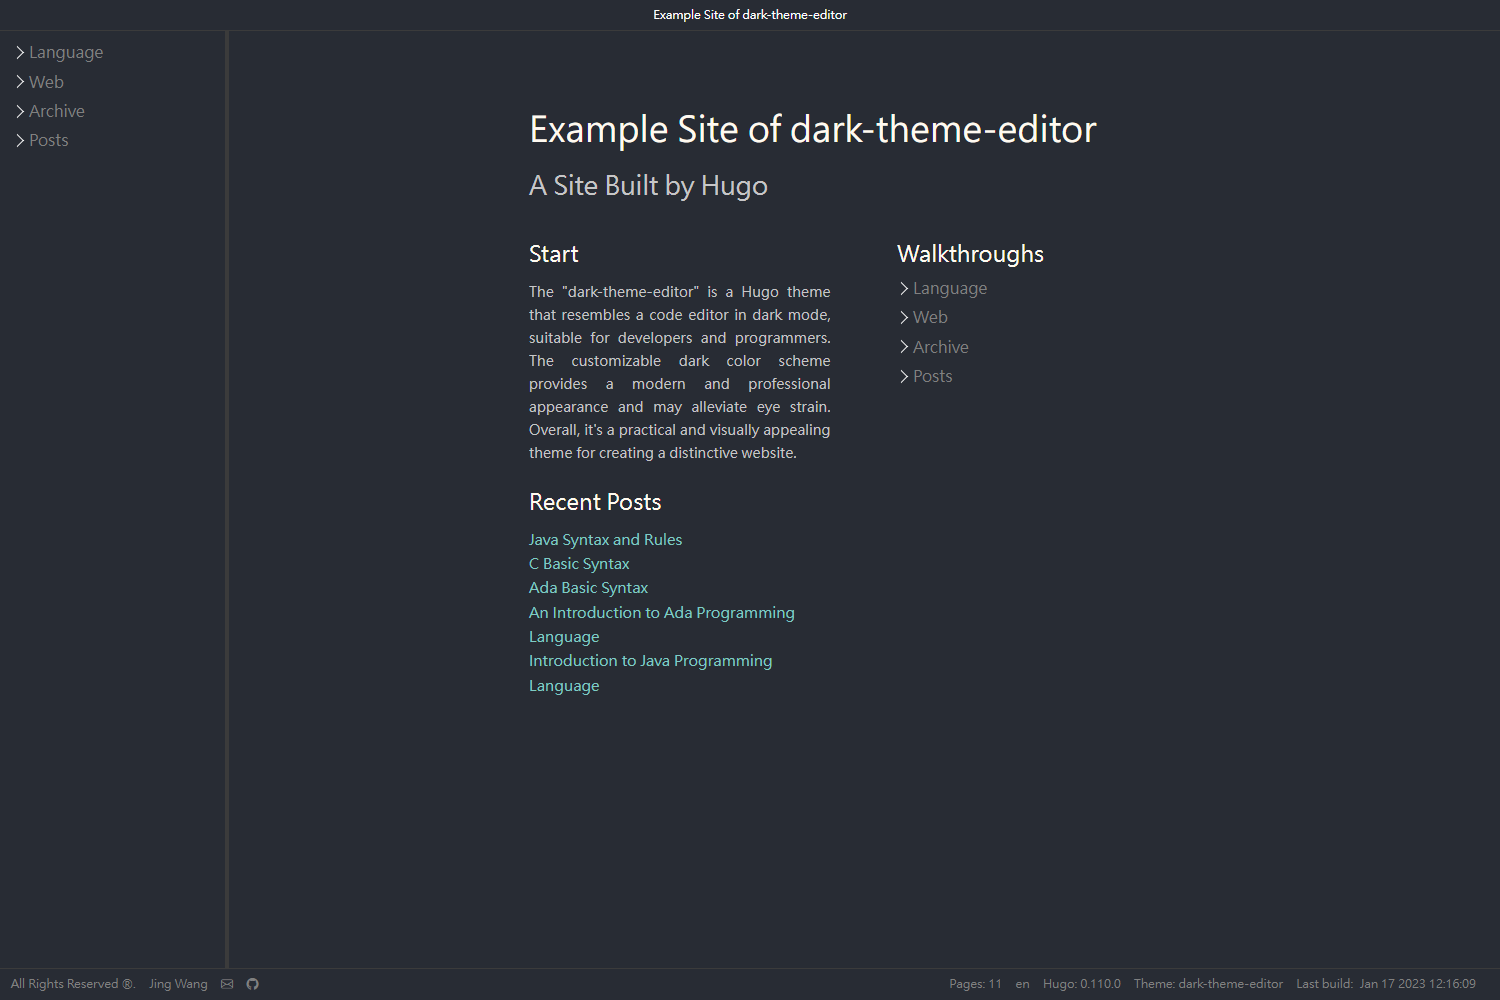 Example Site of dark-theme-editor
Language
Web
Archive
Posts
Example Site of dark-theme-editor
A Site Built by Hugo
Start
The "dark-theme-editor" is a Hugo theme
that resembles a code editor in dark mode,
suitable for developers and programmers.
The customizable dark color scheme
provides a modern and professional
appearance and may alleviate eye strain.
Overall, it's a practical and visually appealing
theme for creating a distinctive website.
Recent Posts
Java Syntax and Rules
C Basic Syntax
Ada Basic Syntax
An Introduction to Ada Programming
Language
Introduction to Java Programming
Language
Walkthroughs
Language
Web
Archive
Posts
All Rights Reserved ®. Jing Wang
Pages: 11 en Hugo: 0.110.0 Theme: dark-theme-editor Last build: Jan 17 2023 12:16:09